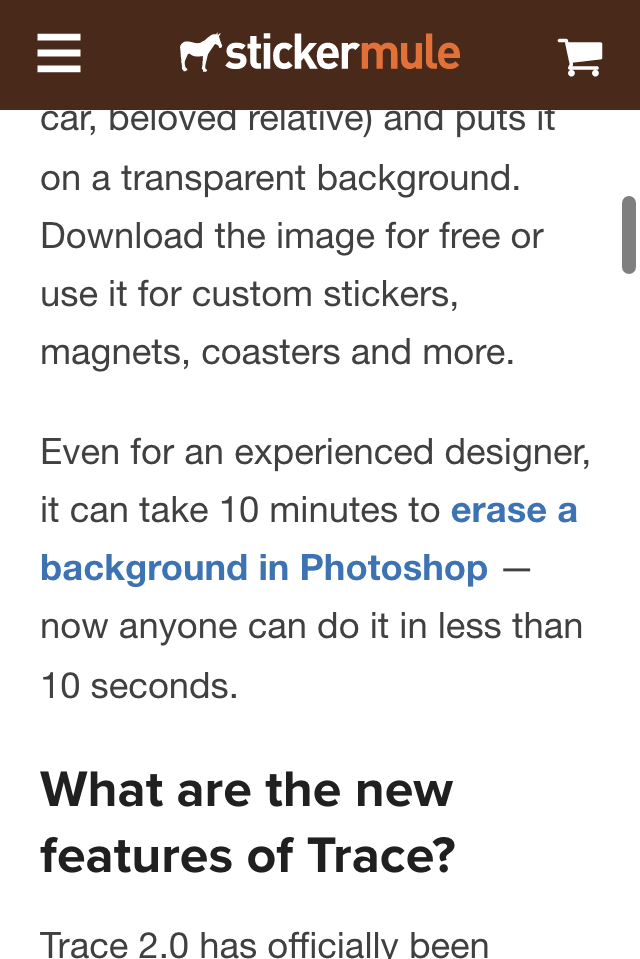 stickermule
car, beloved relative) and puts it
on a transparent background.
Download the image for free or
use it for custom stickers,
magnets, coasters and more.
Even for an experienced designer,
it can take 10 minutes to erase a
background in Photoshop —
now anyone can do it in less than
10 seconds.
What are the new
features of Trace?
Trace 2.0 has officially been